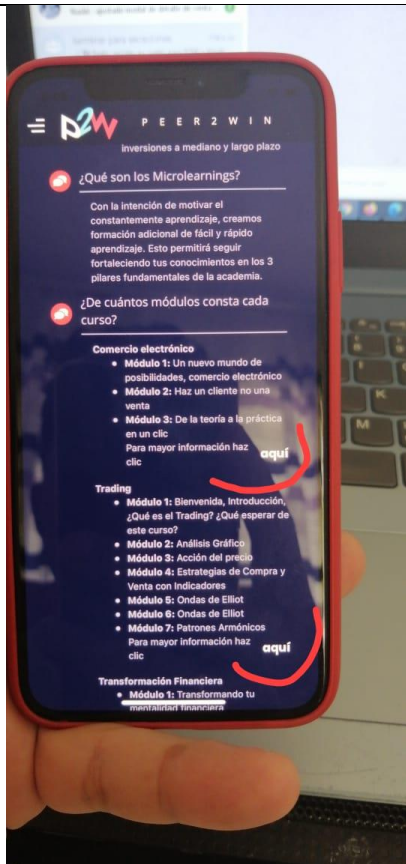 p2w PEER2WIN
inversiones a mediano y largo plazo
¿Qué son los Microlearnings?
Con la intención de motivar el
constantemente aprendizaje, creamos
formación adicional de fácil y rápido
aprendizaje. Esto permitirá seguir
fortaleciendo tus conocimientos en los 3
pilares fundamentales de la academia.
¿De cuántos módulos consta cada
curso?
Comercio electrónico
• Módulo 1: Un nuevo mundo de
posibilidades, comercio electrónico
• Módulo 2: Haz un cliente no una
venta
• Módulo 3: De la teoría a la práctica
en un clic
Para mayor información haz
clic aquí
Trading
• Módulo 1: Bienvenida, Introducción,
¿Qué es el Trading? ¿Qué esperar de
este curso?
• Módulo 2: Análisis Gráfico
• Módulo 3: Acción del precio
• Módulo 4: Estrategias de Compra y
Venta con Indicadores
• Módulo 5: Ondas de Elliot
• Módulo 6: Ondas de Elliot
• Módulo 7: Patrones Armónicos
Para mayor información haz
clic aquí
Transformación Financiera
• Módulo 1: Transformando tu
mentalidad financiera